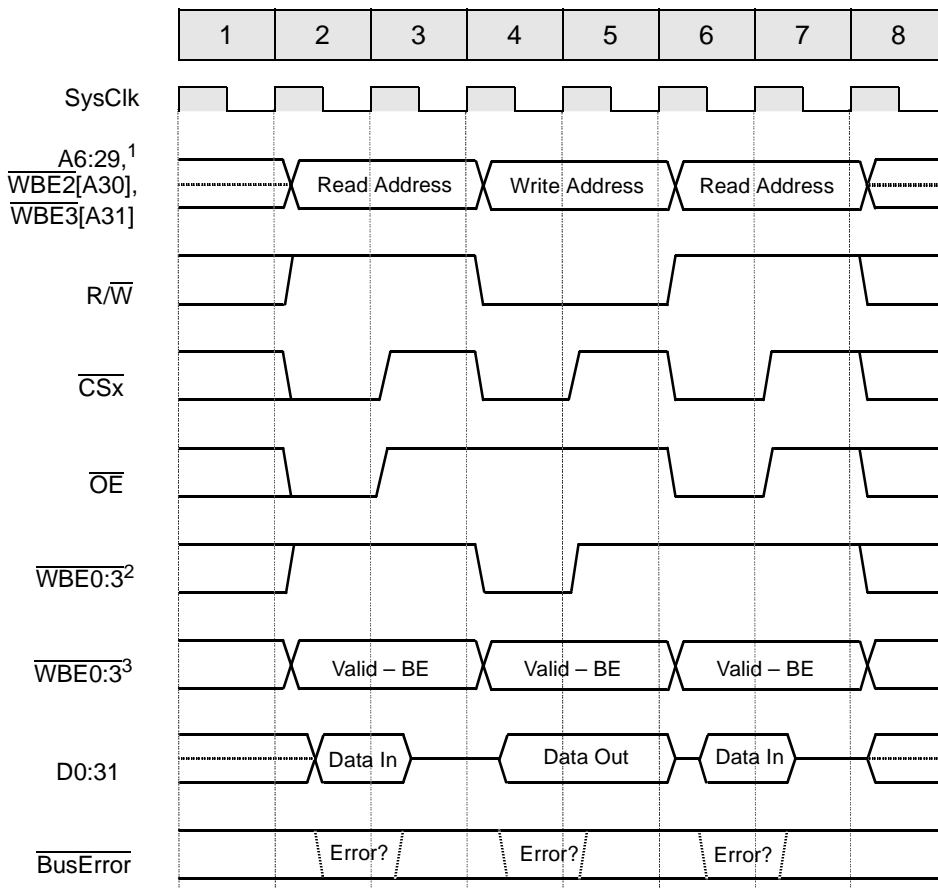 1 2 3 4 5 6 7 8
SysClk
A6:29,1
WBE2[A30],
WBE3[A31]
Read Address Write Address Read Address
R/W
CSx
OE
WBE0:32
WBE0:33
Valid – BE Valid – BE Valid – BE
D0:31
Data In Data Out Data In
BusError
Error? Error? Error?